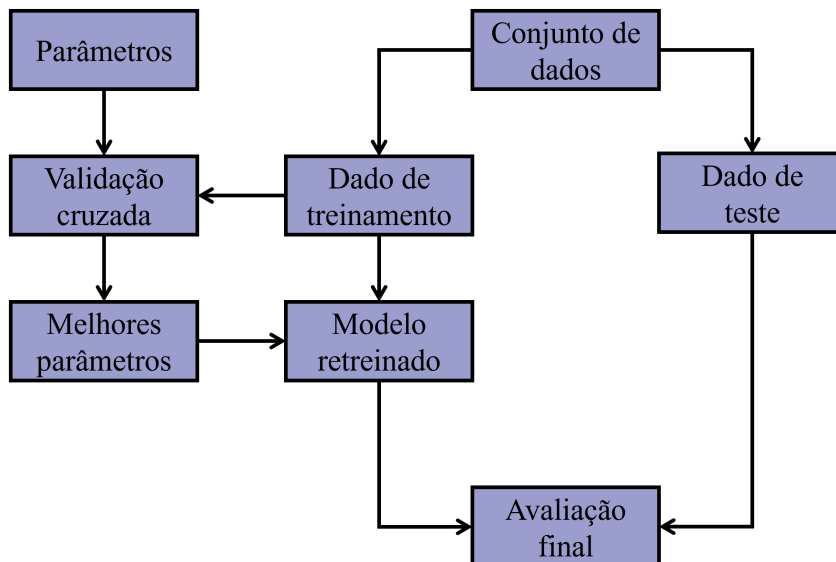 Parâmetros
Conjunto de
dados
Validação
cruzada
Dado de
treinamento
Dado de
teste
Melhores
parâmetros
Modelo
retreinado
Avaliação
final